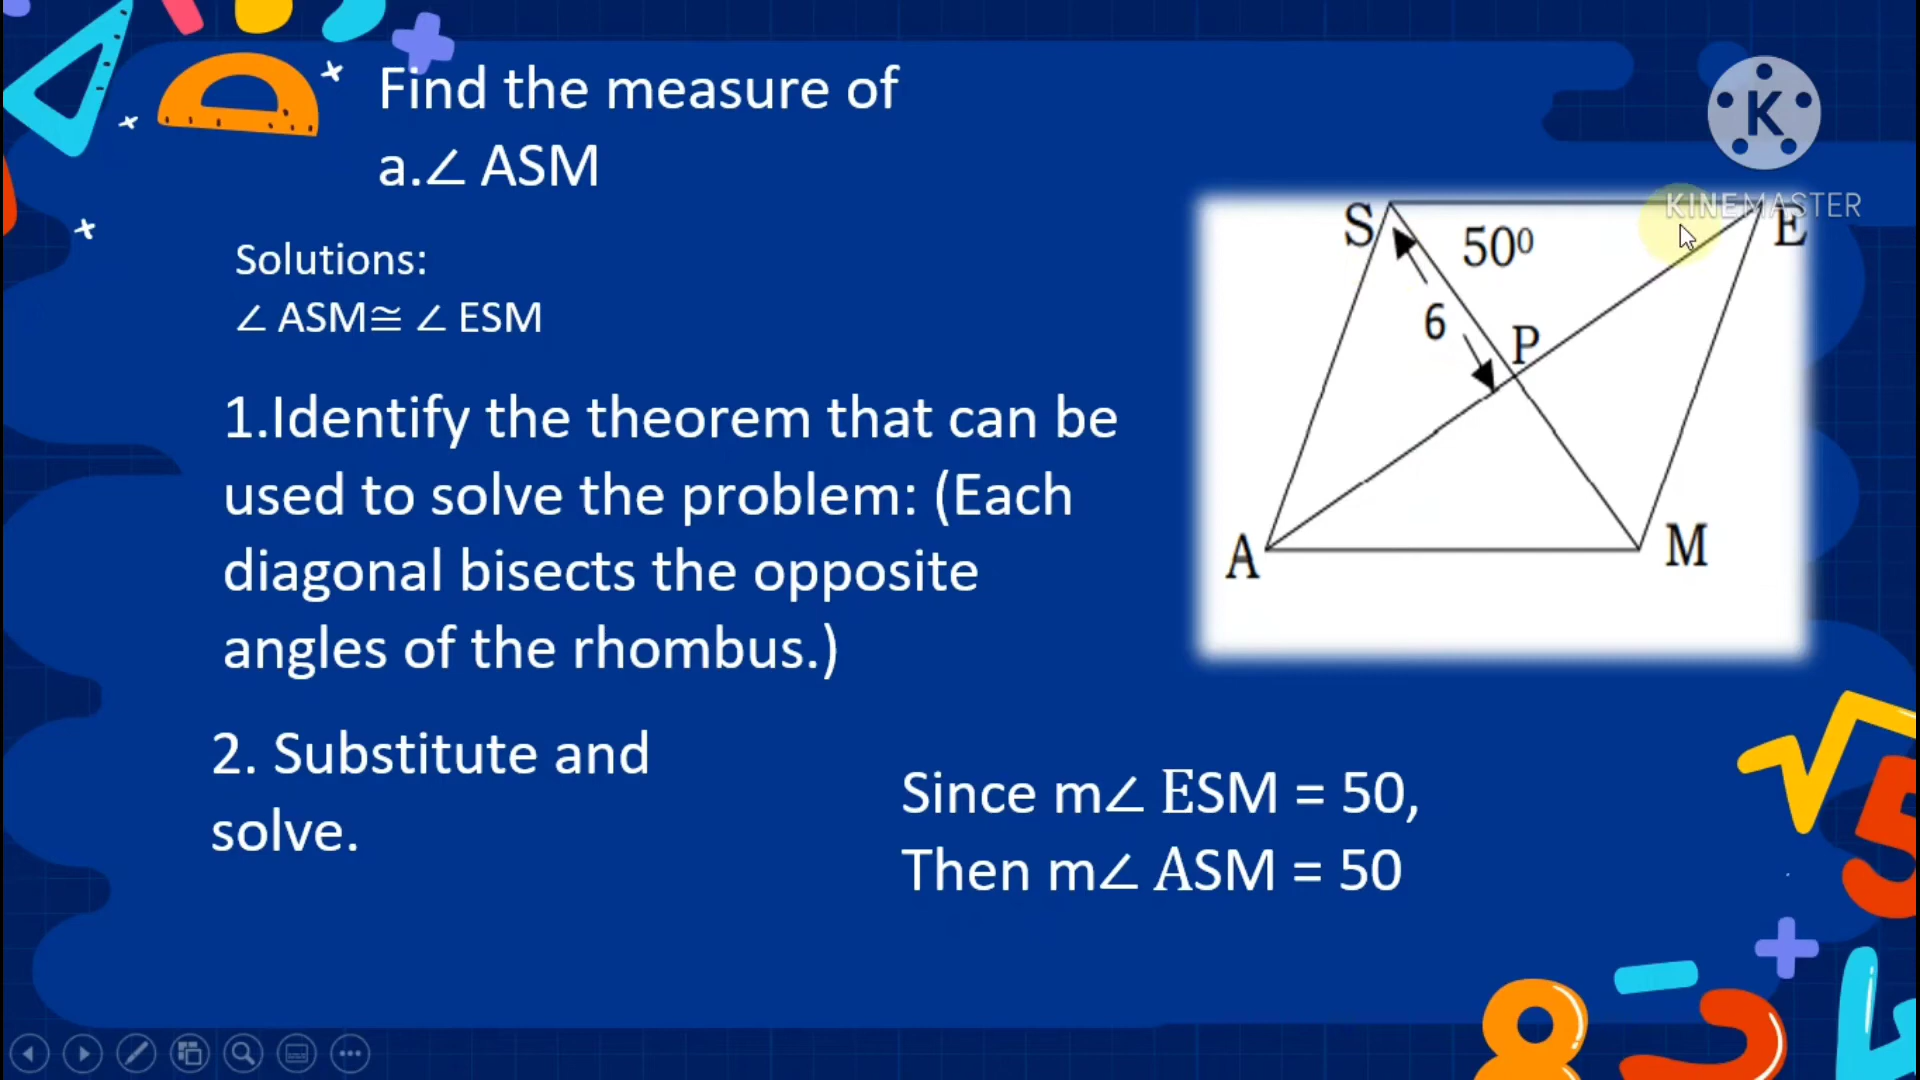 Find the measure of
a.∠ ASM
Solutions:
∠ ASM≅ ∠ ESM
1.Identify the theorem that can be
used to solve the problem: (Each
diagonal bisects the opposite
angles of the rhombus.)
2. Substitute and
solve.
Since m∠ ESM = 50,
Then m∠ ASM = 50
K
KINEMASTER
S
50⁰
E
6
P
A
M
5
8